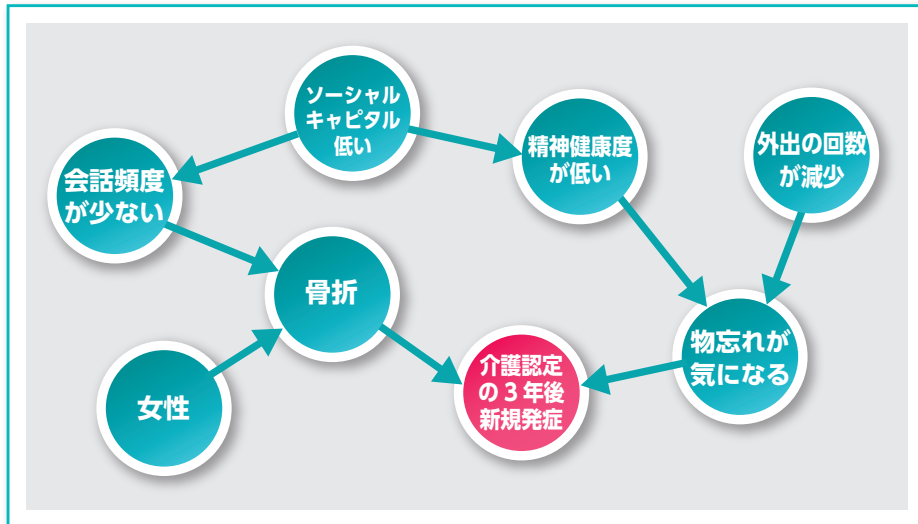 ソーシャル
キャピタル
低い
精神健康度
が低い
外出の回数
が減少
会話頻度
が少ない
骨折
物忘れが
気になる
女性
介護認定
の3年後
新規発症